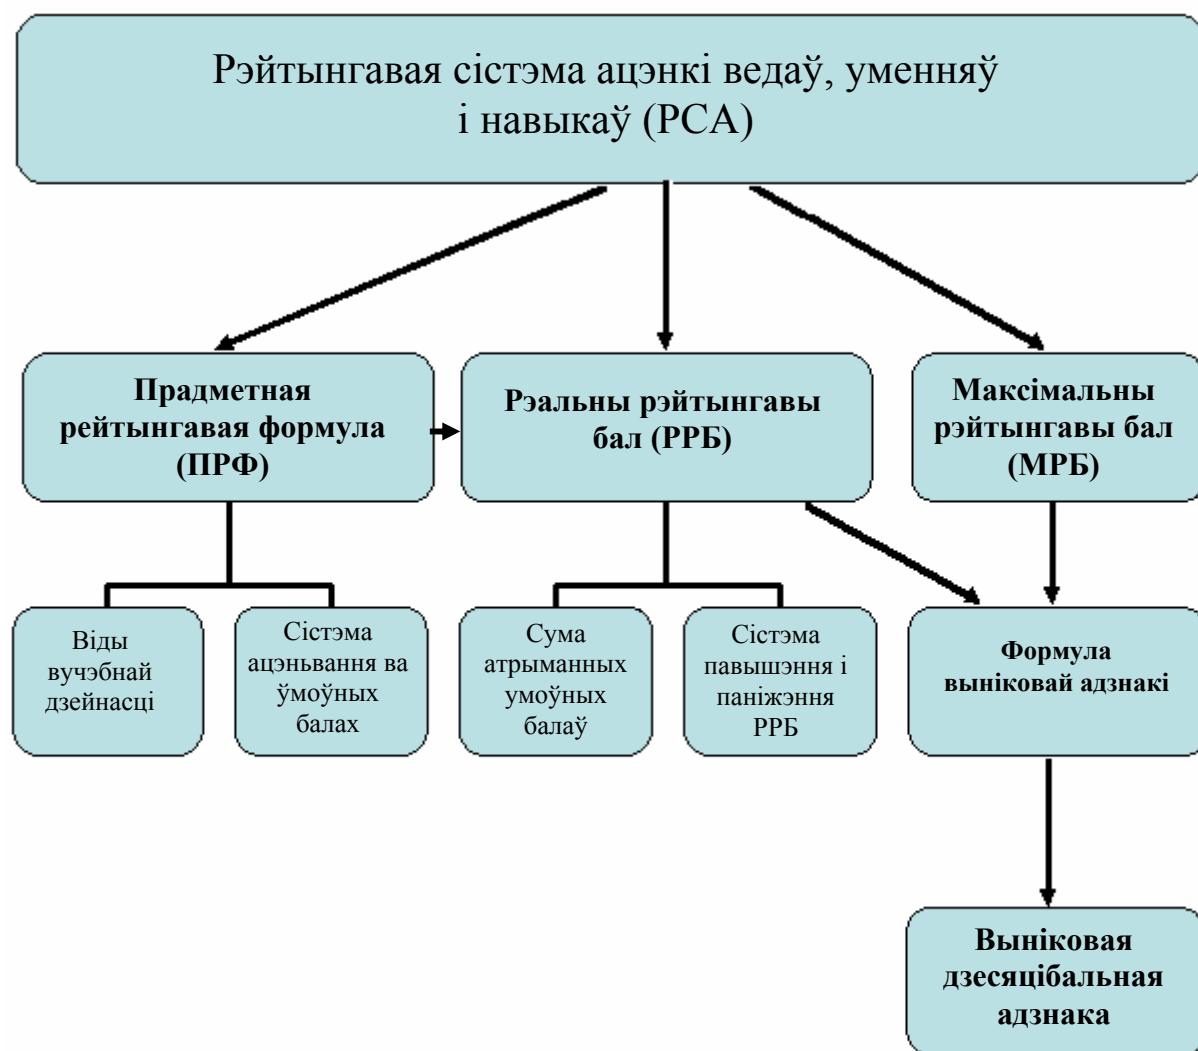 Рэйтынгавая сістэма ацэнкі ведаў, уменняў
і навыкаў (РСА)
Прадметная
рейтынгавая формула
(ПРФ)
Рэальны рэйтынгавы
бал (РРБ)
Максімальны
рэйтынгавы бал
(МРБ)
Віды
вучэбнай
дзейнасці
Сістэма
ацэньвання ва
ўмоўных
балах
Сума
атрыманных
умоўных
балаў
Сістэма
павышэння і
паніжэння
РРБ
Формула
выніковай адзнакі
Выніковая
дзесяцібальная
адзнака